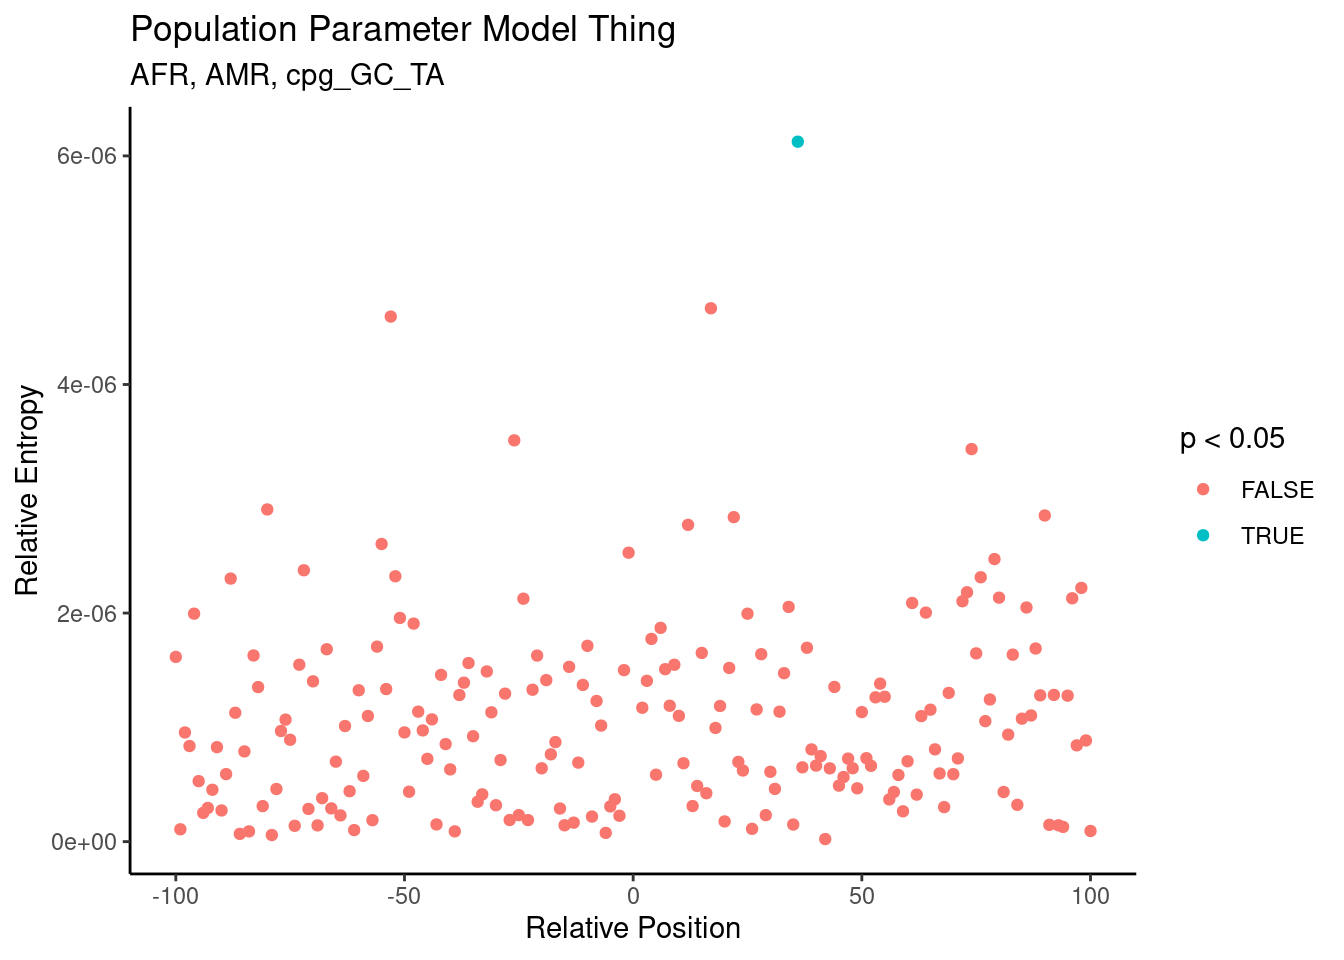 Population Parameter Model Thing
AFR, AMR, cpg_GC_TA
6e-06
4e-06
2e-06
0e+00
Relative Entropy
-100
-50
0
50
100
Relative Position
p < 0.05
FALSE
TRUE